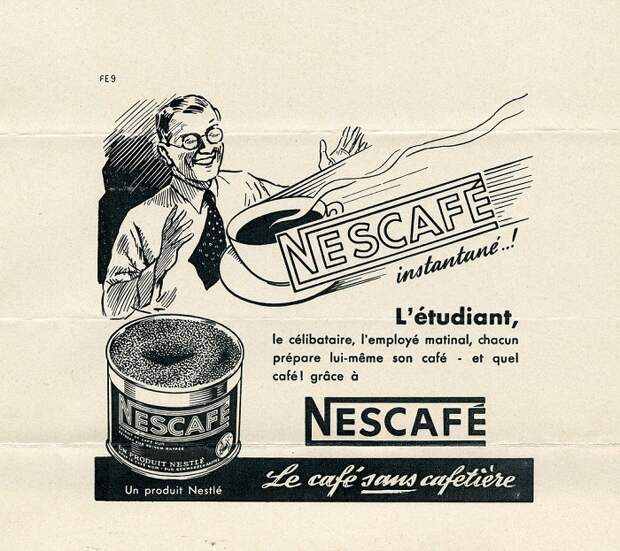 FE9
NESCAFÉ
instantané..!
L'étudiant,
le célibataire, l'employé matinal, chacun
prépare lui-même son café - et quel
café! grâce à
NESCAFÉ
NESCAFÉ
UN PRODUIT NESTLÉ
Un produit Nestlé
Le café sans cafetière